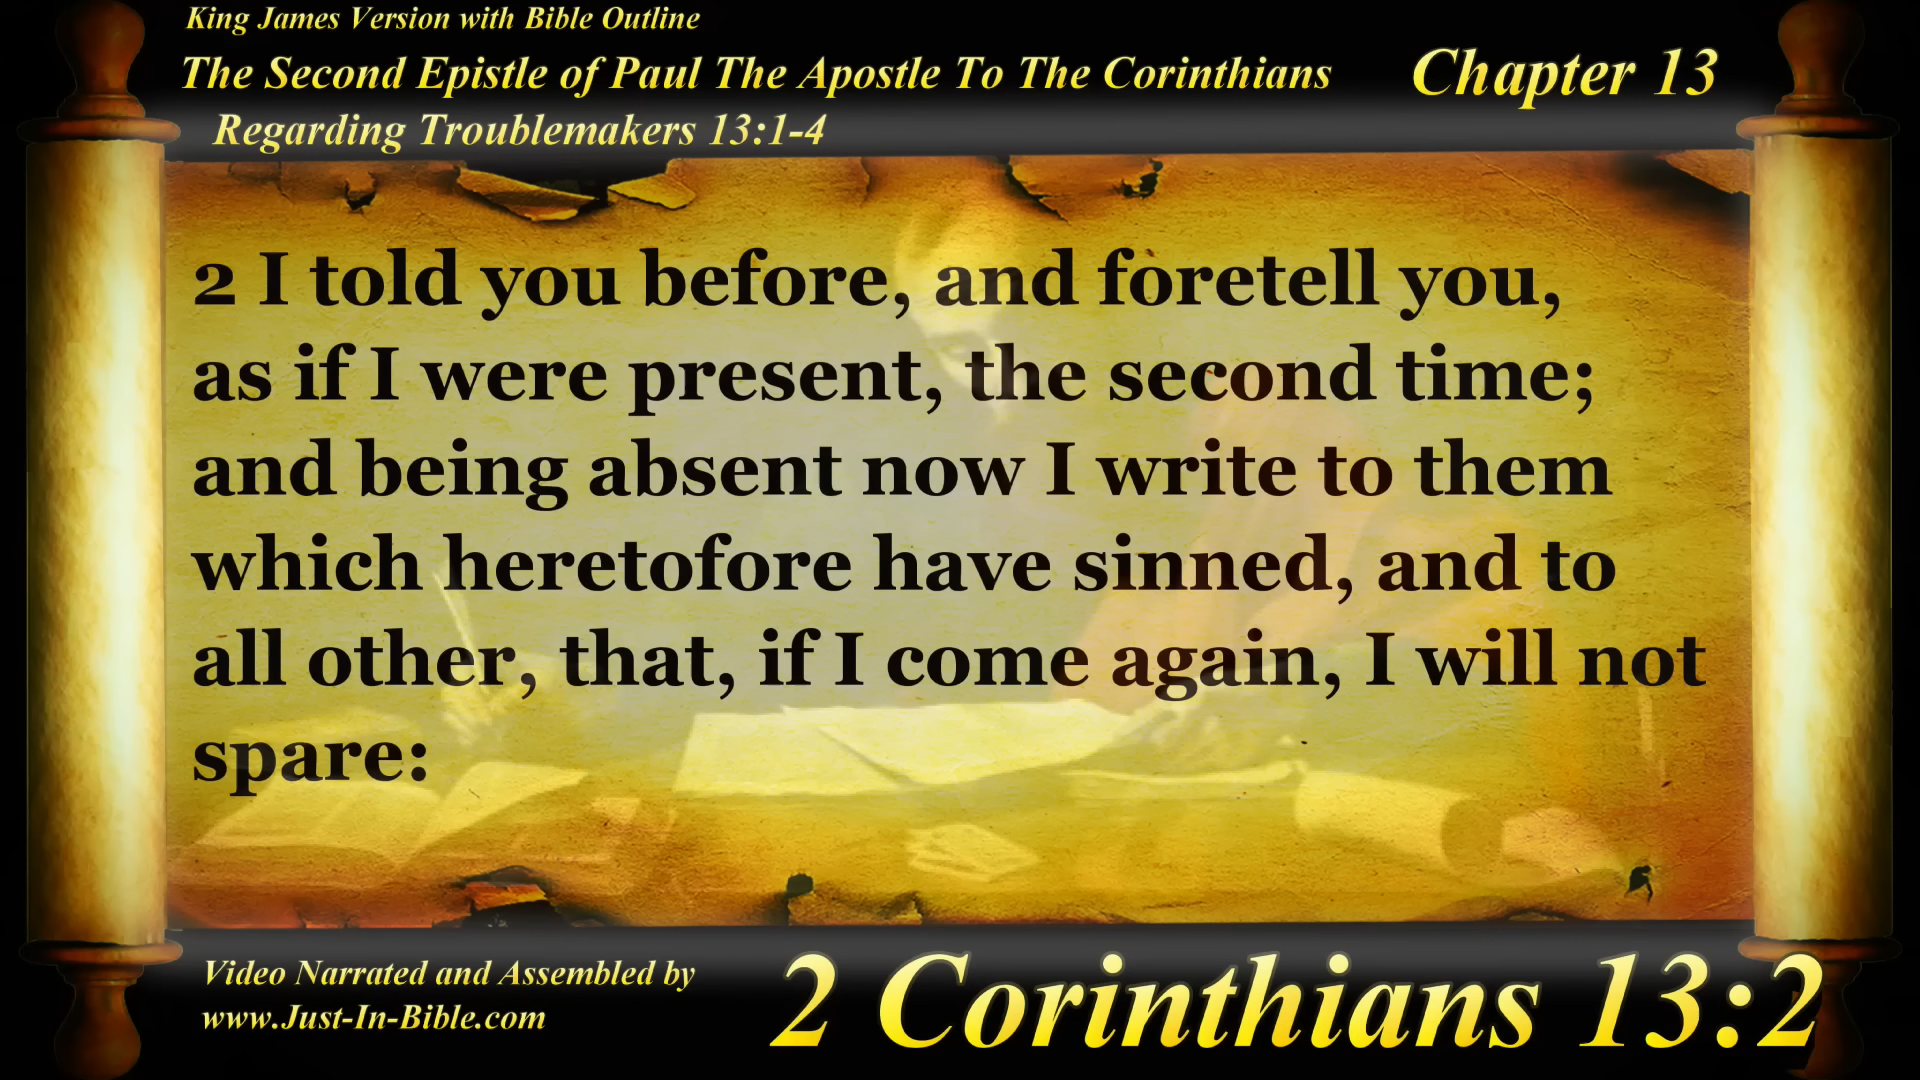 King James Version with Bible Outline
The Second Epistle of Paul The Apostle To The Corinthians
Chapter 13
Regarding Troublemakers 13:1-4
2 I told you before, and foretell you,
as if I were present, the second time;
and being absent now I write to them
which heretofore have sinned, and to
all other, that, if I come again, I will not
spare:
Video Narrated and Assembled by
www.Just-In-Bible.com
2 Corinthians 13:2